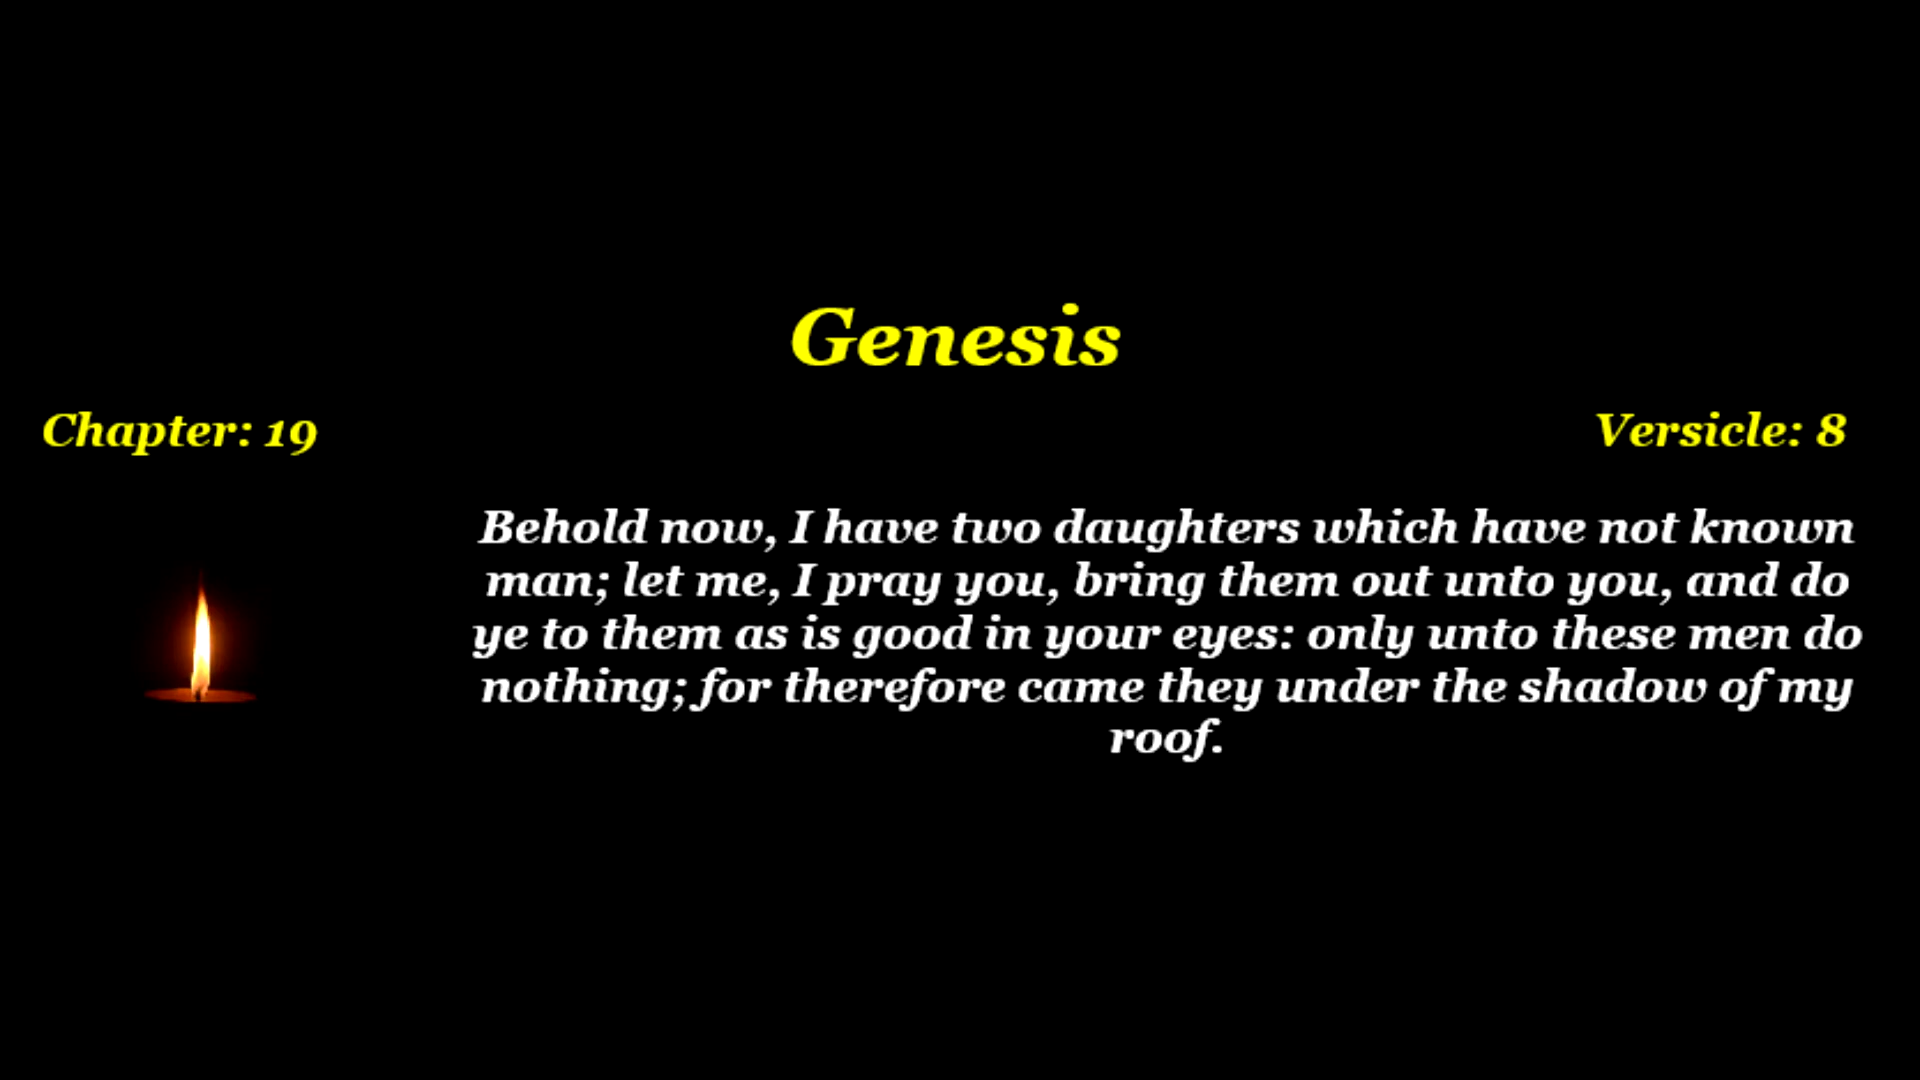 Genesis
Chapter: 19
Versicle: 8
Behold now, I have two daughters which have not known
man; let me, I pray you, bring them out unto you, and do
ye to them as is good in your eyes: only unto these men do
nothing; for therefore came they under the shadow of my
roof.